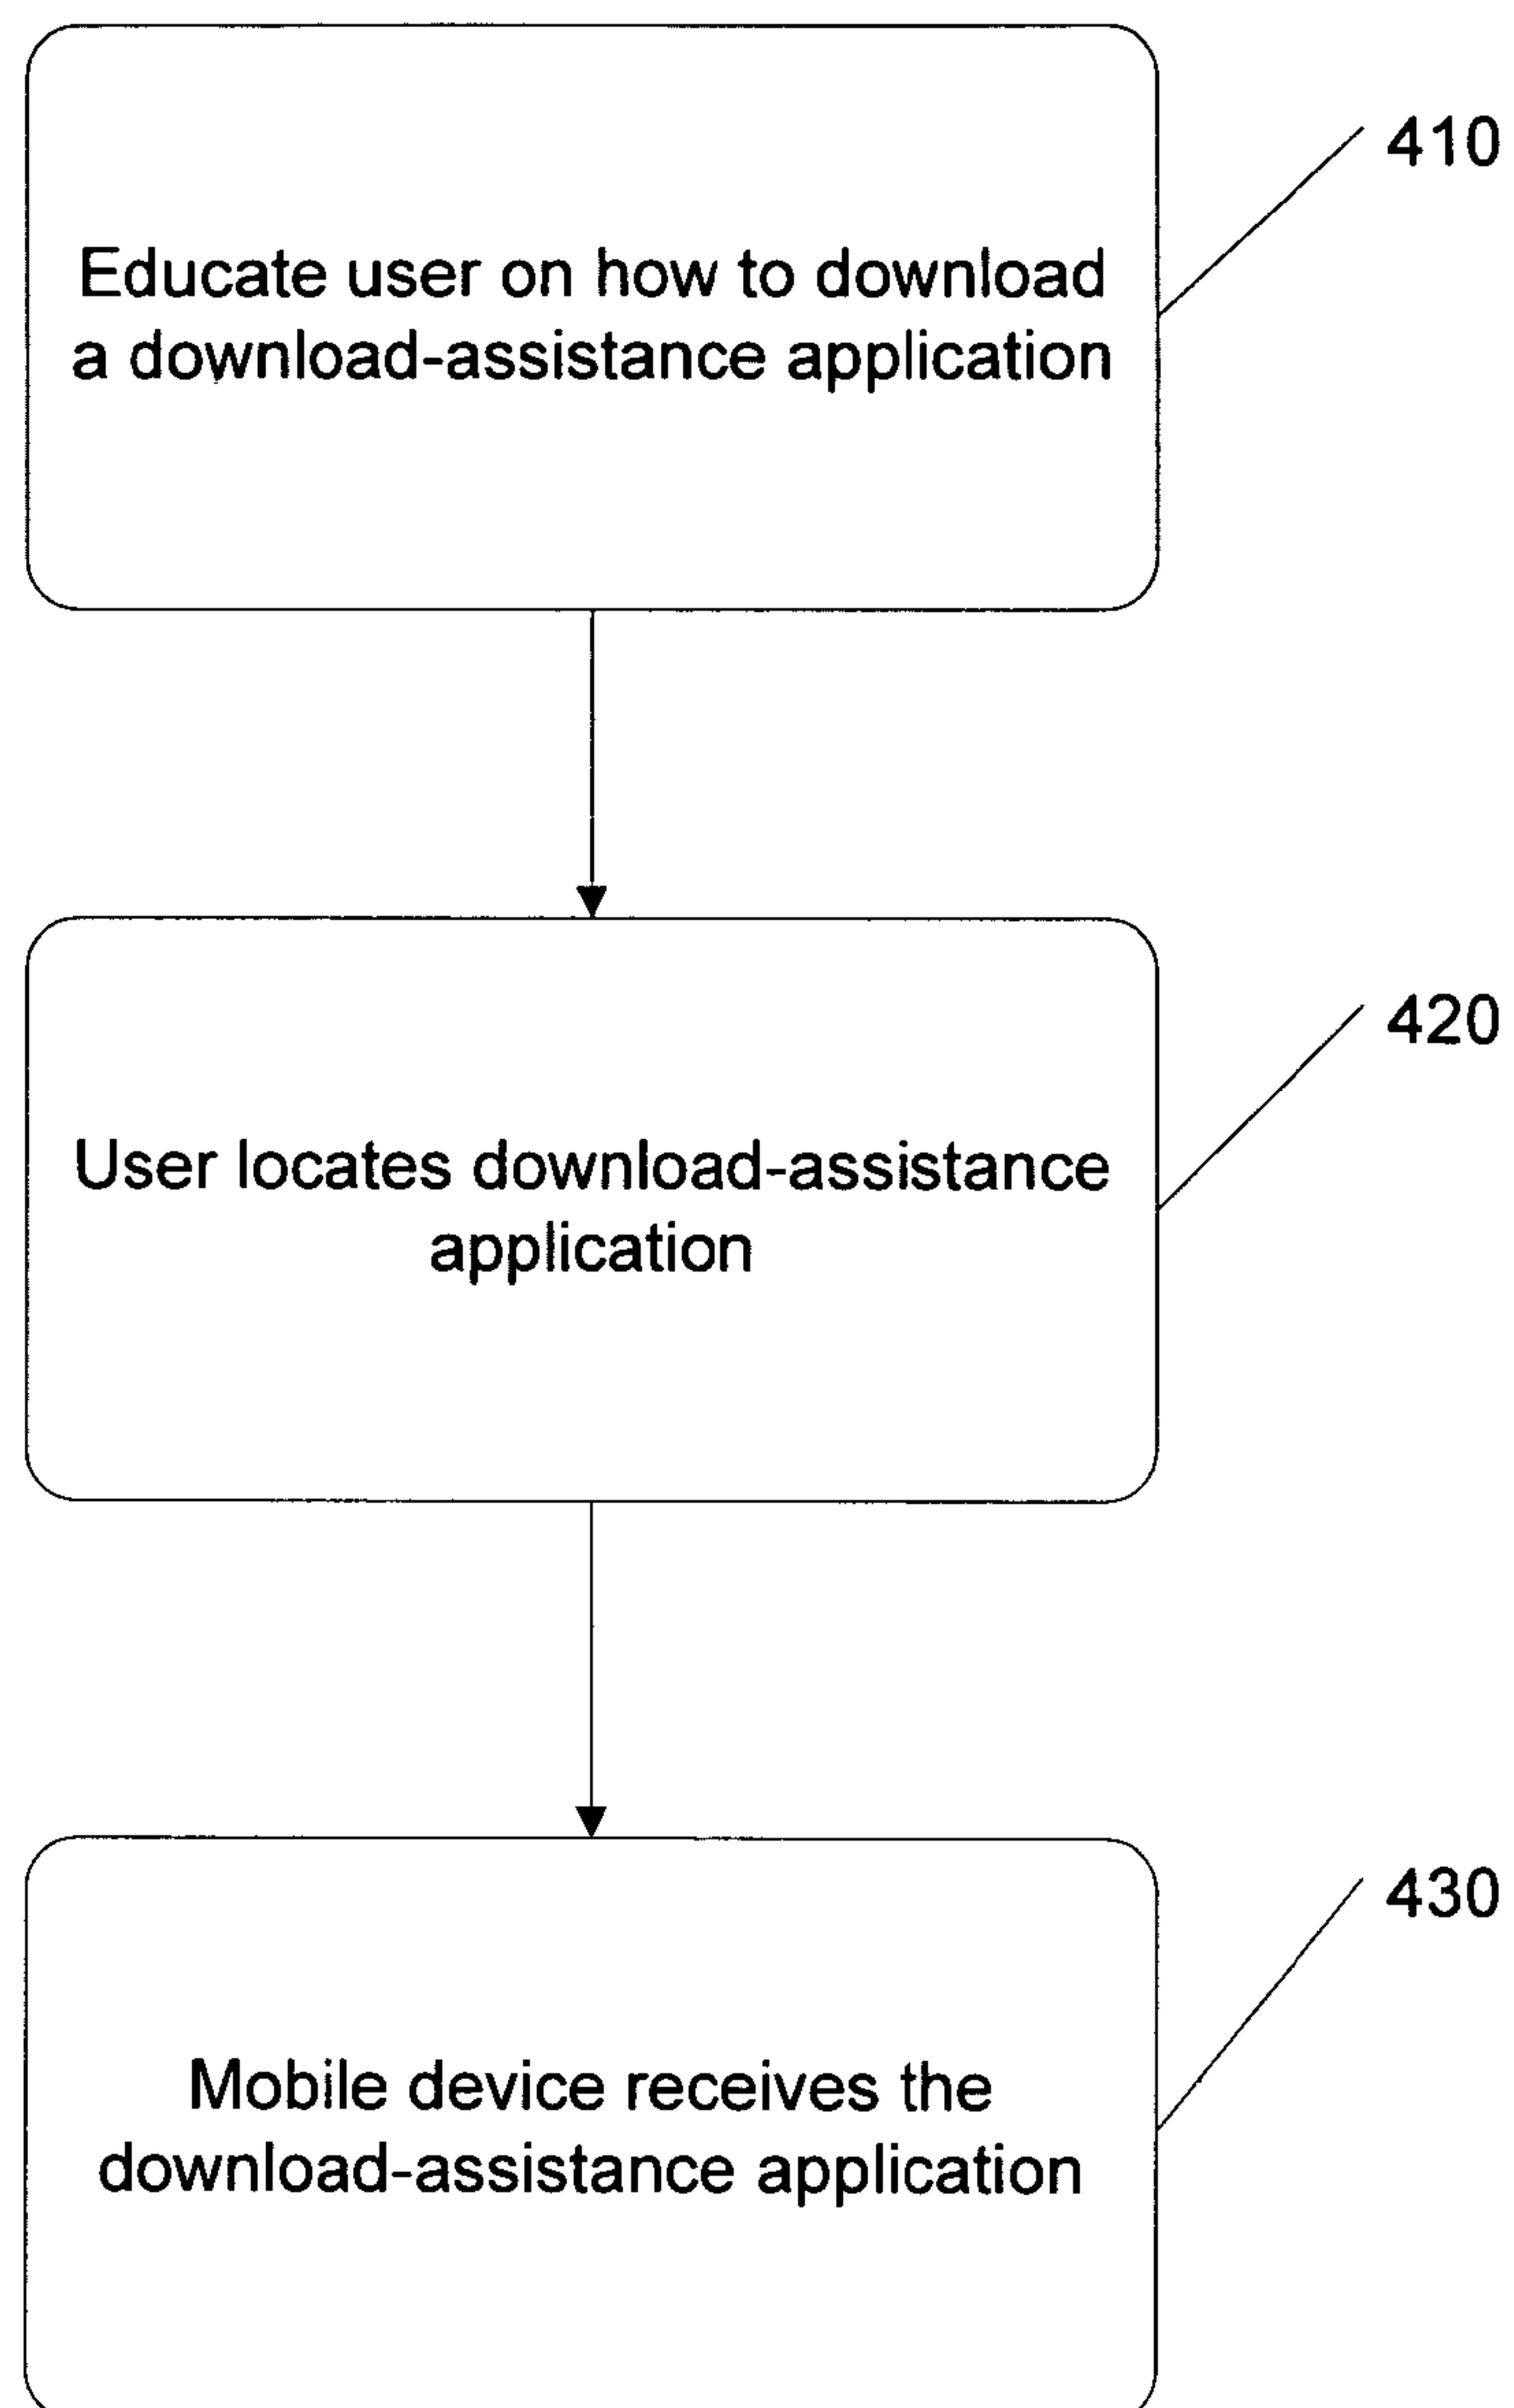 410
Educate user on how to download
a download-assistance application
420
User locates download-assistance
application
430
Mobile device receives the
download-assistance application